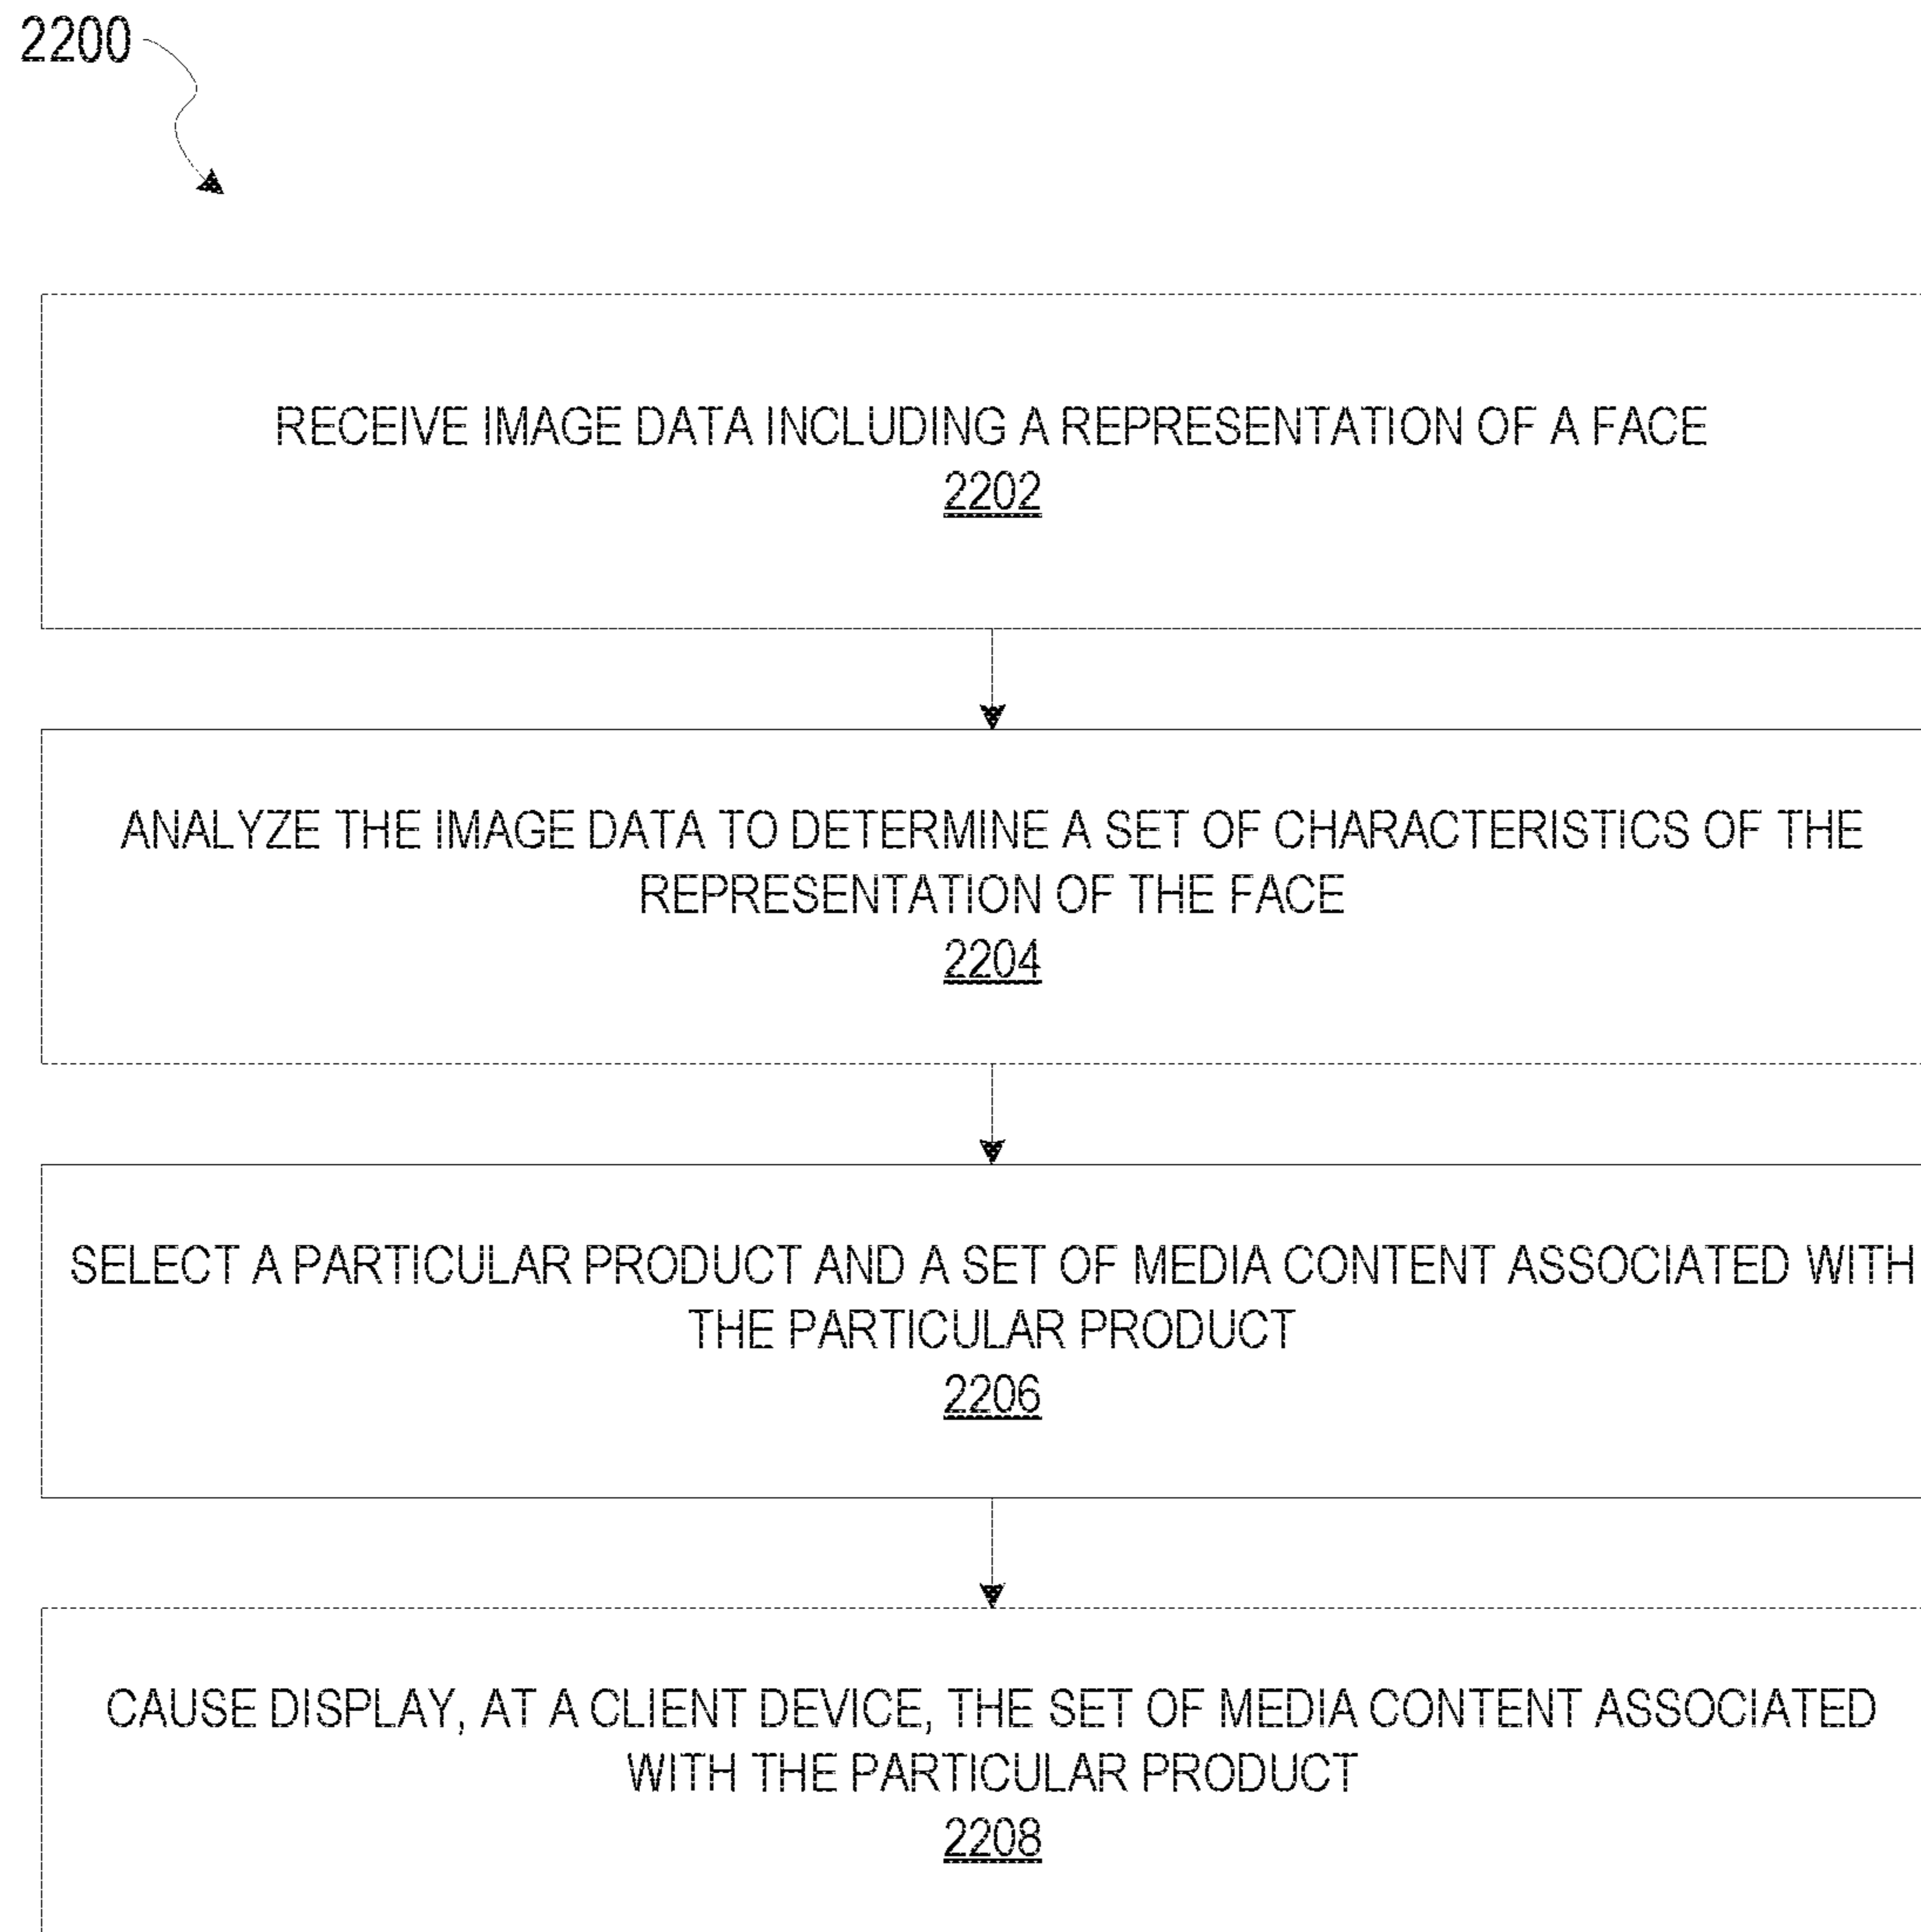 2200
RECEIVE IMAGE DATA INCLUDING A REPRESENTATION OF A FACE
2202
ANALYZE THE IMAGE DATA TO DETERMINE A SET OF CHARACTERISTICS OF THE
REPRESENTATION OF THE FACE
2204
SELECT A PARTICULAR PRODUCT AND A SET OF MEDIA CONTENT ASSOCIATED WITH
THE PARTICULAR PRODUCT
2206
CAUSE DISPLAY, AT A CLIENT DEVICE, THE SET OF MEDIA CONTENT ASSOCIATED
WITH THE PARTICULAR PRODUCT
2208